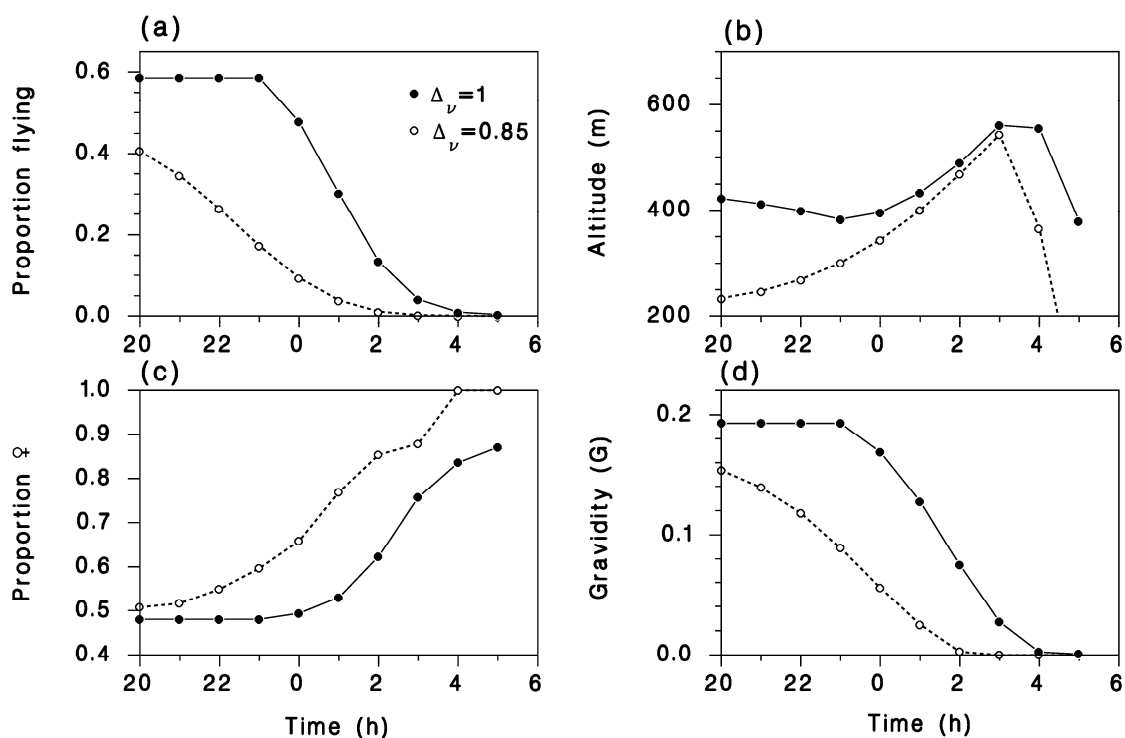 (a)
Proportion flying
0.6
0.4
0.2
0.0
20 22 0 2 4 6
● Δν=1
○ Δν=0.85
(b)
Altitude (m)
600
400
200
20 22 0 2 4 6
(c)
Proportion ♀
1.0
0.9
0.8
0.7
0.6
0.5
0.4
20 22 0 2 4 6
Time (h)
(d)
Gravidity (G)
0.2
0.1
0.0
20 22 0 2 4 6
Time (h)